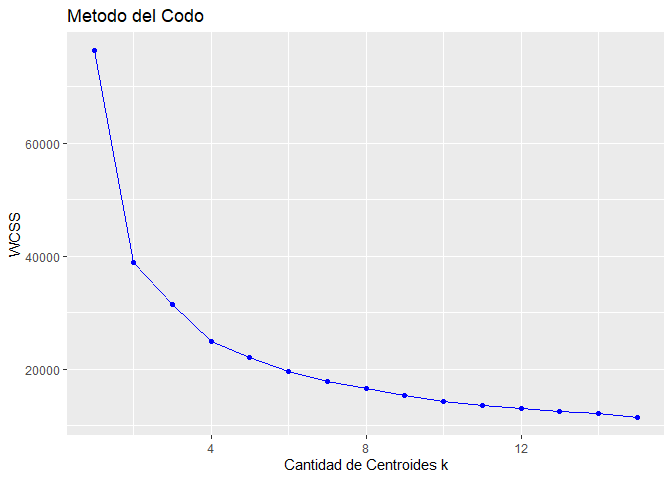 Metodo del Codo
WCSS
60000
40000
20000
4
8
12
Cantidad de Centroides k